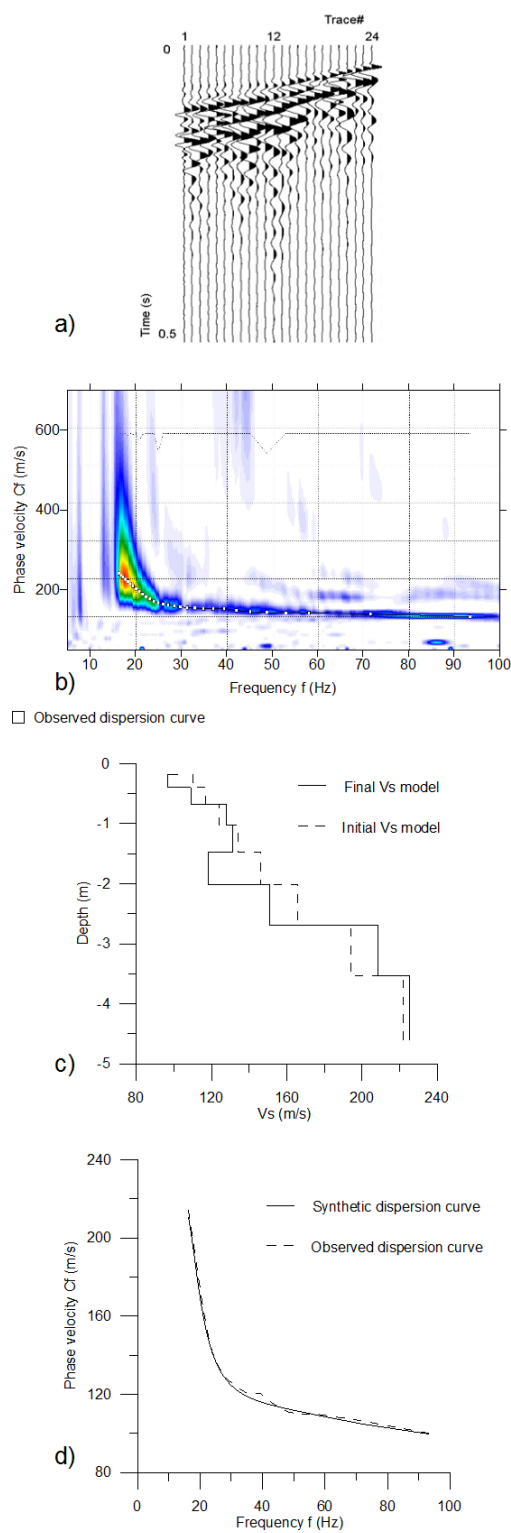 Trace#
1 12 24
0
Time (s)
0.5
a)
Phase velocity Cf (m/s)
600
400
200
10 20 30 40 50 60 70 80 90 100
Frequency f (Hz)
b)
Observed dispersion curve
0
-1
-2
-3
-4
-5
Depth (m)
Final Vs model
Initial Vs model
80 120 160 200 240
Vs (m/s)
c)
240
200
160
120
80
Phase velocity Cf (m/s)
Synthetic dispersion curve
Observed dispersion curve
0 20 40 60 80 100
Frequency f (Hz)
d)